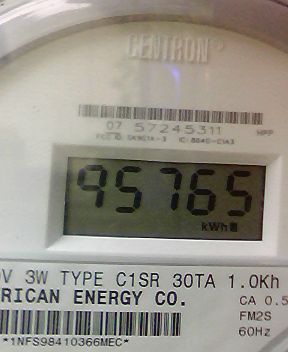 CENTRON
07 57245311
95765
kWh
V 3W TYPE C1SR 30TA 1.0Kh
RICAN ENERGY CO.
CA 0.5
FM2S
60Hz
*1NFS98410366MEC*